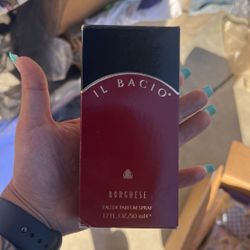 IL BACIO®
BORGHESE
EAU DE PARFUM SPRAY
1.7 FL. OZ./50 ml ℮